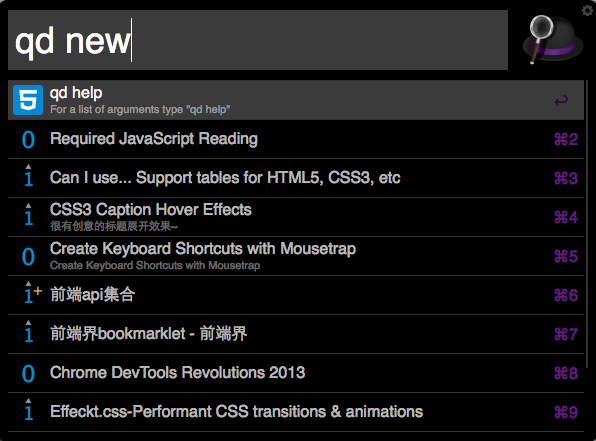 qd new
qd help
For a list of arguments type "qd help"
0 Required JavaScript Reading ⌘2
1 Can I use... Support tables for HTML5, CSS3, etc ⌘3
1 CSS3 Caption Hover Effects ⌘4
很有创意的标题展开效果~
0 Create Keyboard Shortcuts with Mousetrap ⌘5
Create Keyboard Shortcuts with Mousetrap
1+ 前端api集合 ⌘6
1 前端界bookmarklet - 前端界 ⌘7
0 Chrome DevTools Revolutions 2013 ⌘8
1 Effeckt.css-Performant CSS transitions & animations ⌘9